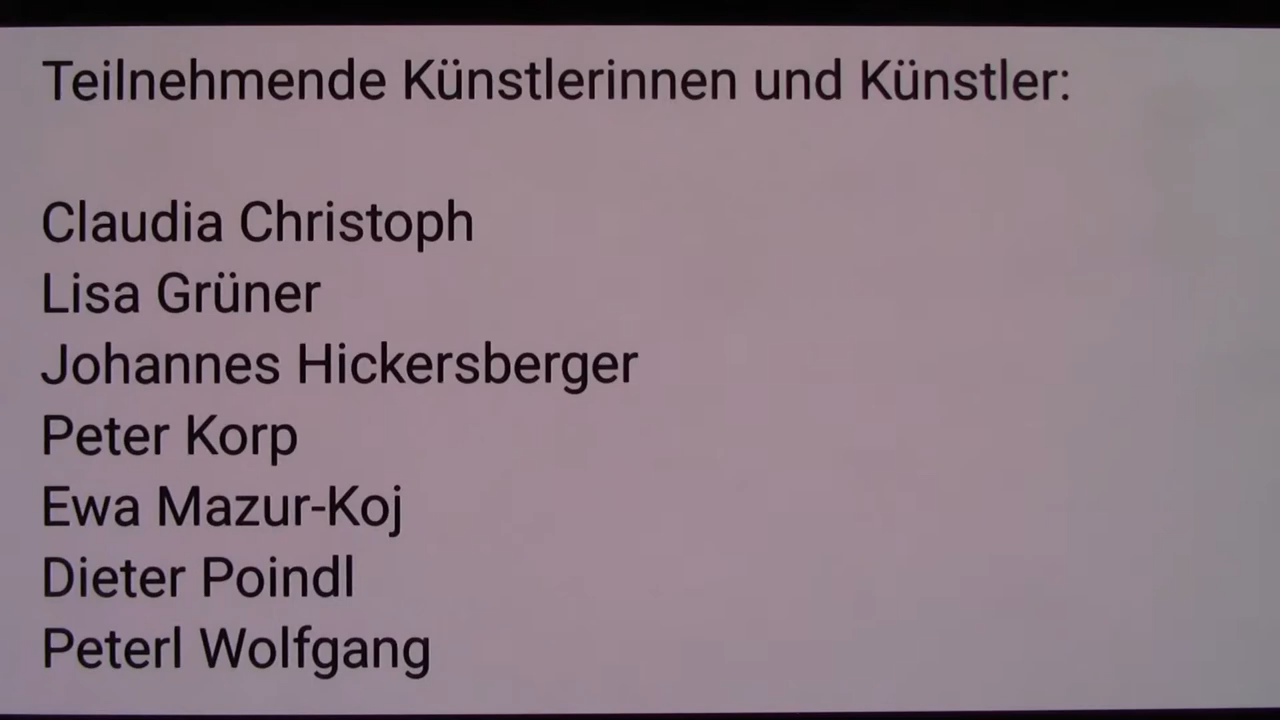 Teilnehmende Künstlerinnen und Künstler:
Claudia Christoph
Lisa Grüner
Johannes Hickersberger
Peter Korp
Ewa Mazur-Koj
Dieter Poindl
Peterl Wolfgang